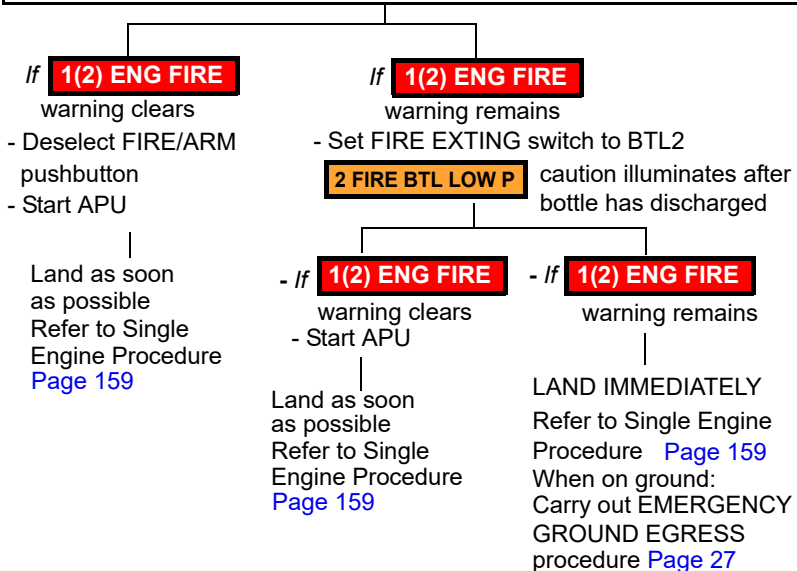 If 1(2) ENG FIRE
warning clears
- Deselect FIRE/ARM
pushbutton
- Start APU
Land as soon
as possible
Refer to Single
Engine Procedure
Page 159
If 1(2) ENG FIRE
warning remains
- Set FIRE EXTING switch to BTL2
2 FIRE BTL LOW P caution illuminates after
bottle has discharged
- If 1(2) ENG FIRE
warning clears
- Start APU
Land as soon
as possible
Refer to Single
Engine Procedure
Page 159
- If 1(2) ENG FIRE
warning remains
LAND IMMEDIATELY
Refer to Single Engine
Procedure Page 159
When on ground:
Carry out EMERGENCY
GROUND EGRESS
procedure Page 27